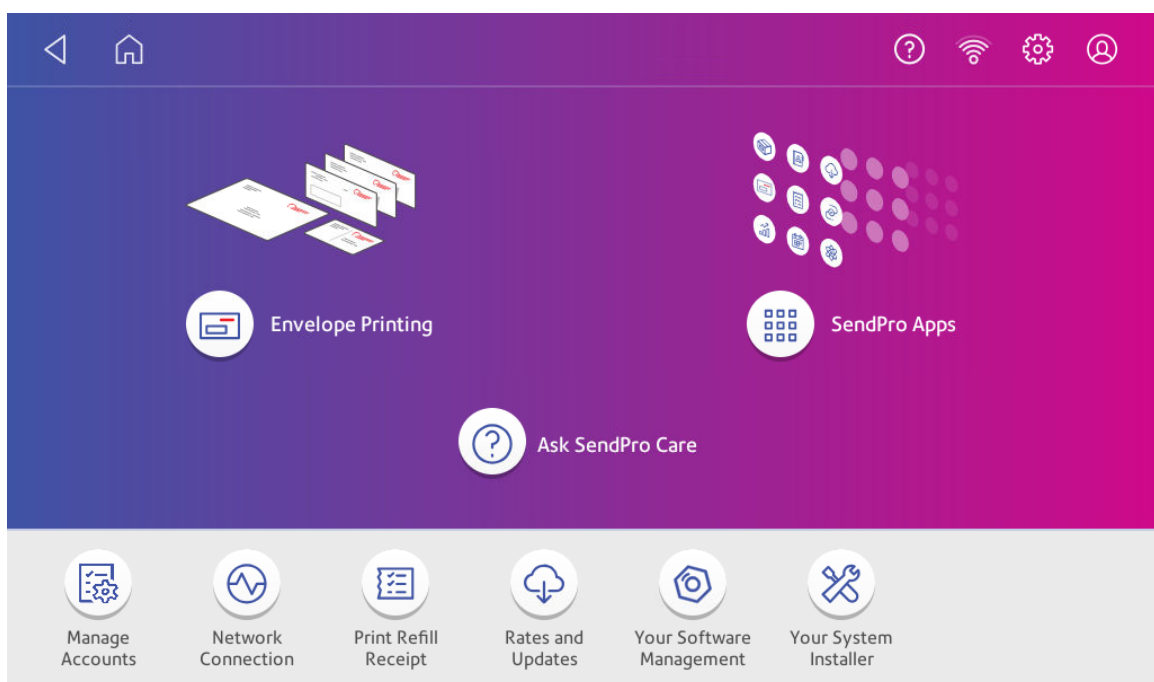 Envelope Printing
SendPro Apps
Ask SendPro Care
Manage
Accounts
Network
Connection
Print Refill
Receipt
Rates and
Updates
Your Software
Management
Your System
Installer